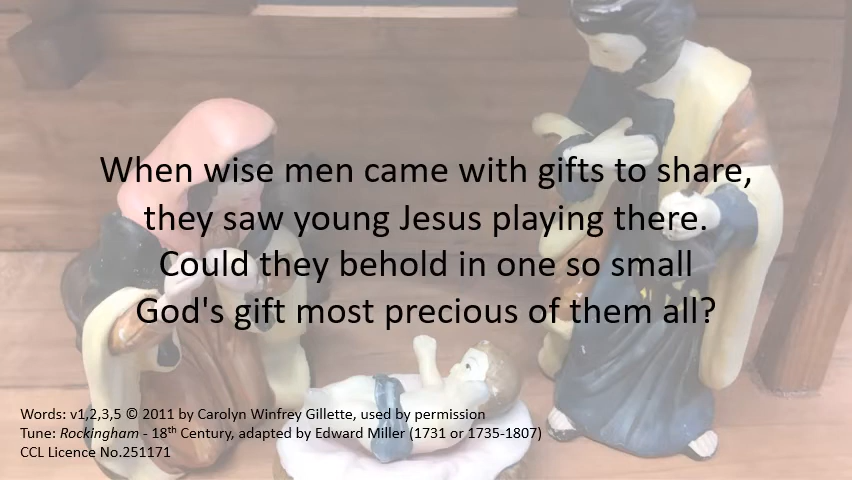 When wise men came with gifts to share,
they saw young Jesus playing there.
Could they behold in one so small
God's gift most precious of them all?
Words: v1,2,3,5 © 2011 by Carolyn Winfrey Gillette, used by permission
Tune: Rockingham - 18th Century, adapted by Edward Miller (1731 or 1735-1807)
CCL Licence No.251171